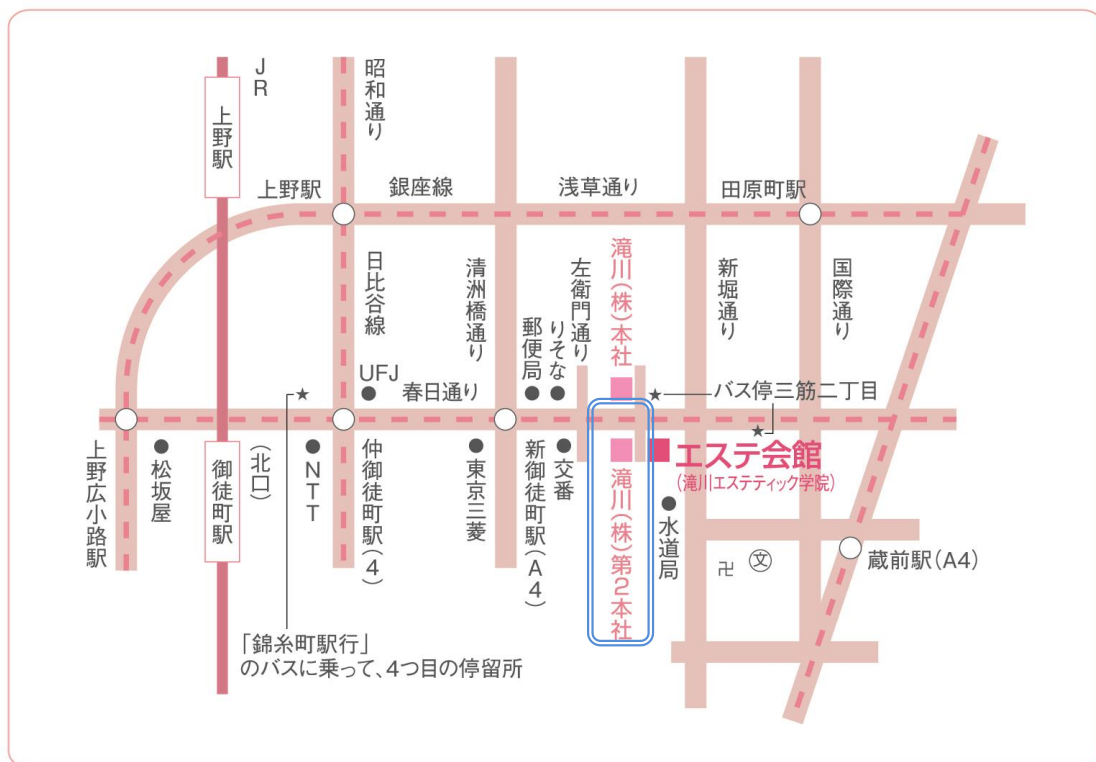 JR
上野駅
昭和通り
上野駅
銀座線
浅草通り
田原町駅
日比谷線
清洲橋通り
郵便局
りそな
左衛門通り
滝川(株)本社
新堀通り
国際通り
UFJ
春日通り
バス停三筋二丁目
上野広小路駅
松坂屋
御徒町駅
(北口)
NTT
仲御徒町駅(4)
東京三菱
新御徒町駅(A4)
交番
滝川(株)第2本社
エステ会館
(滝川エステティック学院)
水道局
卍
文
蔵前駅(A4)
「錦糸町駅行」
のバスに乗って、4つ目の停留所